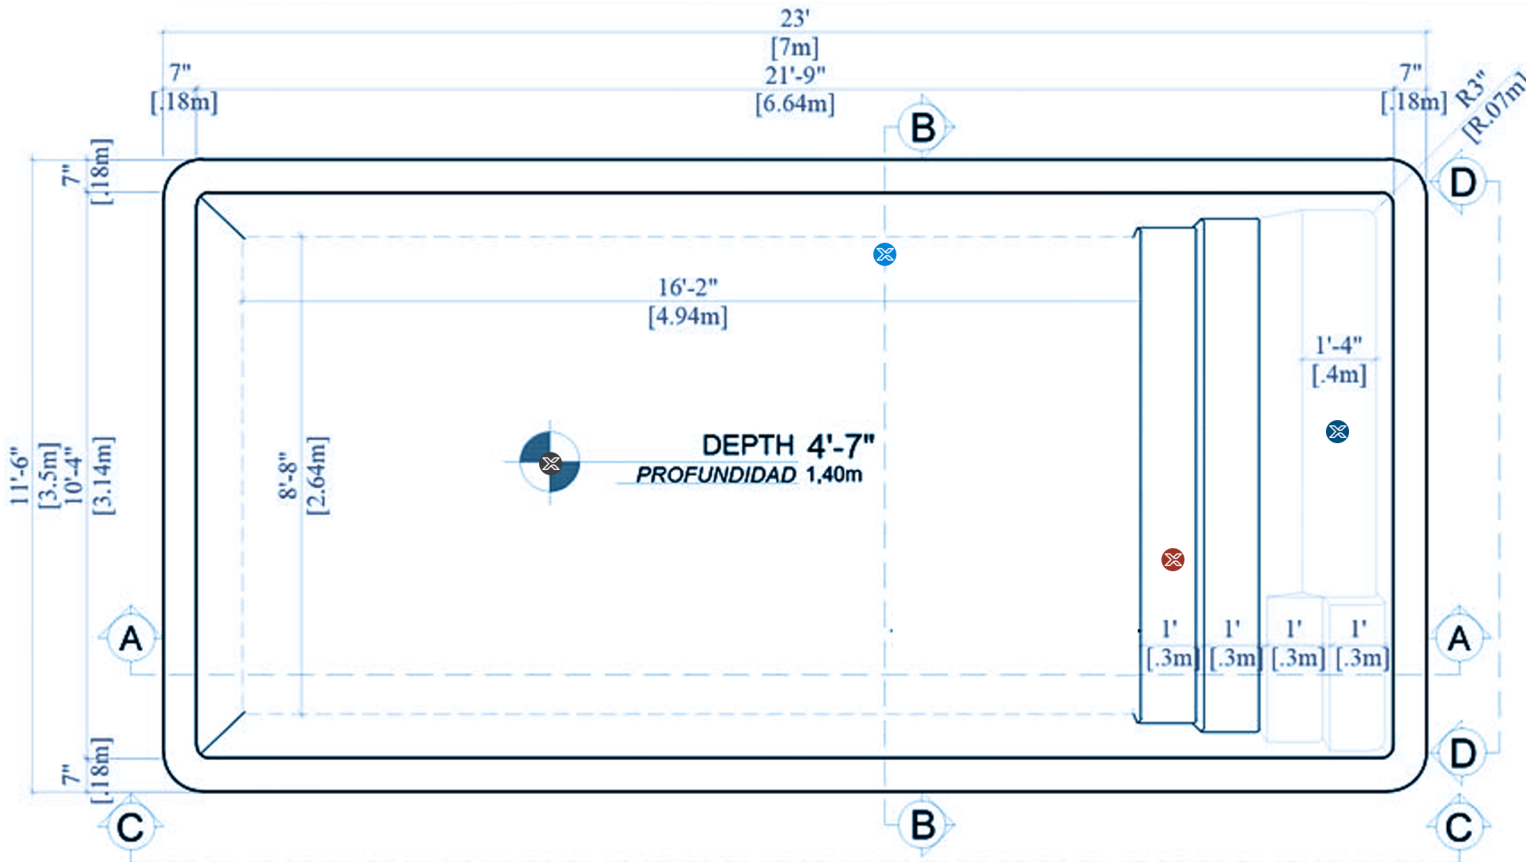 23'
[7m]
7"
[.18m]
21'-9"
[6.64m]
7"
[.18m]
R3"
[R.07m]
B
7"
[.18m]
D
16'-2"
[4.94m]
1'-4"
[.4m]
DEPTH 4'-7"
PROFUNDIDAD 1,40m
11'-6"
[3.5m]
10'-4"
[3.14m]
8'-8"
[2.64m]
A
1'
[.3m]
1'
[.3m]
1'
[.3m]
1'
[.3m]
A
7"
[.18m]
D
C
B
C